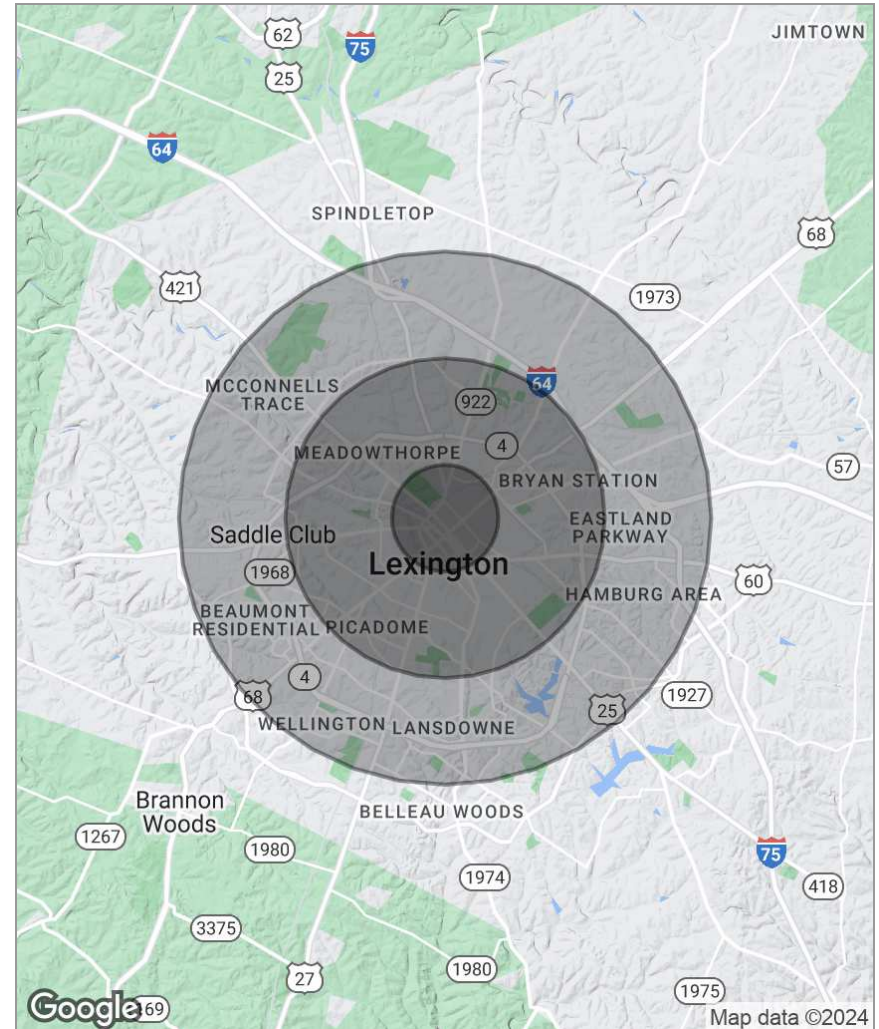 JIMTOWN
62
75
25
64
SPINDLETOP
68
421
1973
64
MCCONNELLS
TRACE
922
4
MEADOWTHORPE
57
BRYAN STATION
EASTLAND
PARKWAY
Saddle Club
Lexington
1968
60
HAMBURG AREA
BEAUMONT
RESIDENTIAL
PICADOME
4
68
1927
25
WELLINGTON
LANSDOWNE
Brannon
Woods
BELLEAU WOODS
1267
1980
75
1974
418
3375
1980
27
1975
Google
69
Map data ©2024